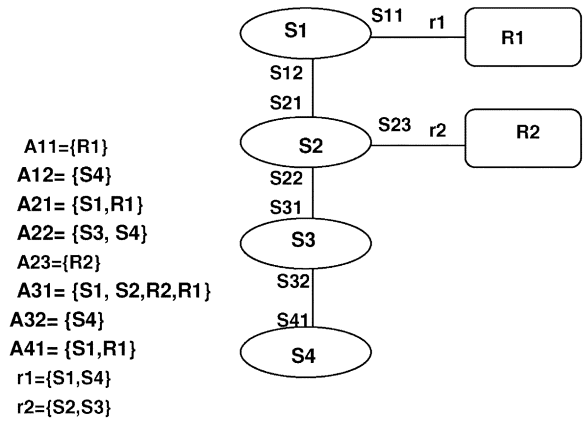 S11
r1
S1
R1
S12
S21
S23
r2
R2
S2
S22
S31
S3
S32
S41
S4
A11={R1}
A12= {S4}
A21= {S1,R1}
A22= {S3, S4}
A23={R2}
A31= {S1, S2,R2,R1}
A32= {S4}
A41= {S1,R1}
r1={S1,S4}
r2={S2,S3}